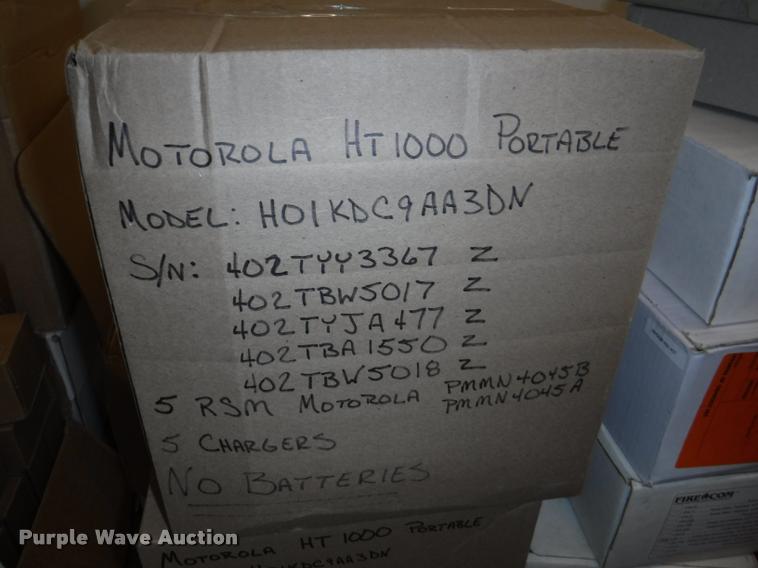 MOTOROLA HT1000 PORTABLE
MODEL: H01KDC9AA3DN
S/N: 402TYY3367 Z
402TBW5017 Z
402TYJA477 Z
402TBA1550 Z
402TBW5018 Z
5 RSM MOTOROLA PMMN4045B
PMMN4045A
5 CHARGERS
NO BATTERIES
MOTOROLA HT 1000 PORTABLE
H01KDC9AA3DN
FIRECOM
Purple Wave Auction